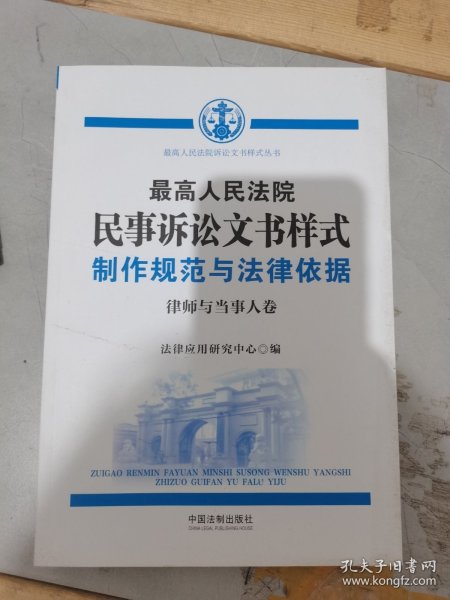 最高人民法院诉讼文书样式丛书
最高人民法院
民事诉讼文书样式
制作规范与法律依据
律师与当事人卷
法律应用研究中心◎编
ZUIGAO RENMIN FAYUAN MINSHI SUSONG WENSHU YANGSHI
ZHIZUO GUIFAN YU FALU YIJU
中国法制出版社
CHINA LEGAL PUBLISHING HOUSE
孔夫子旧书网
www.kongfz.com